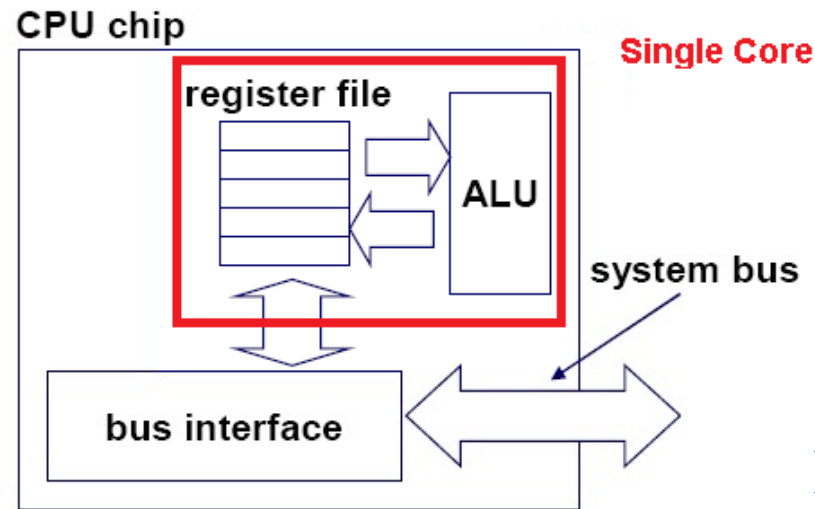 CPU chip
Single Core
register file
ALU
system bus
bus interface